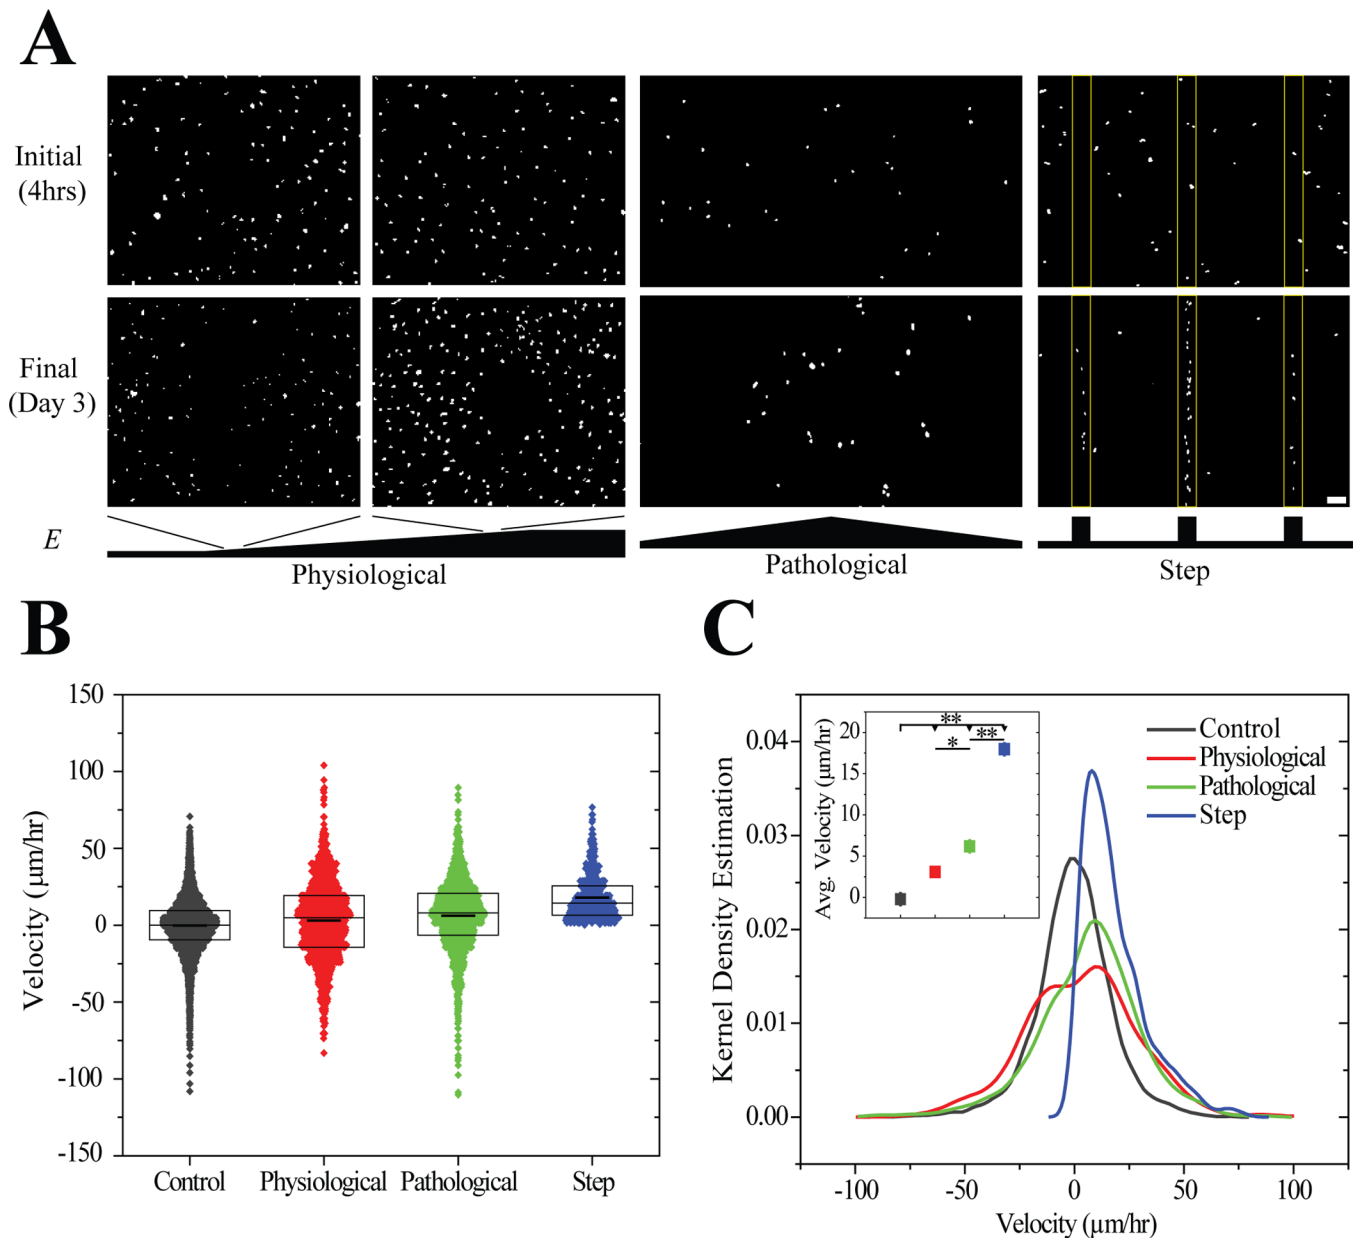 A
Initial
(4hrs)
Final
(Day 3)
E
Physiological
Pathological
Step
B
Velocity (μm/hr)
150
100
50
0
-50
-100
-150
Control
Physiological
Pathological
Step
C
Kernel Density Estimation
0.04
0.03
0.02
0.01
0.00
-100
-50
0
50
100
Velocity (μm/hr)
Avg. Velocity (μm/hr)
20
15
10
5
0
**
*
**
Control
Physiological
Pathological
Step